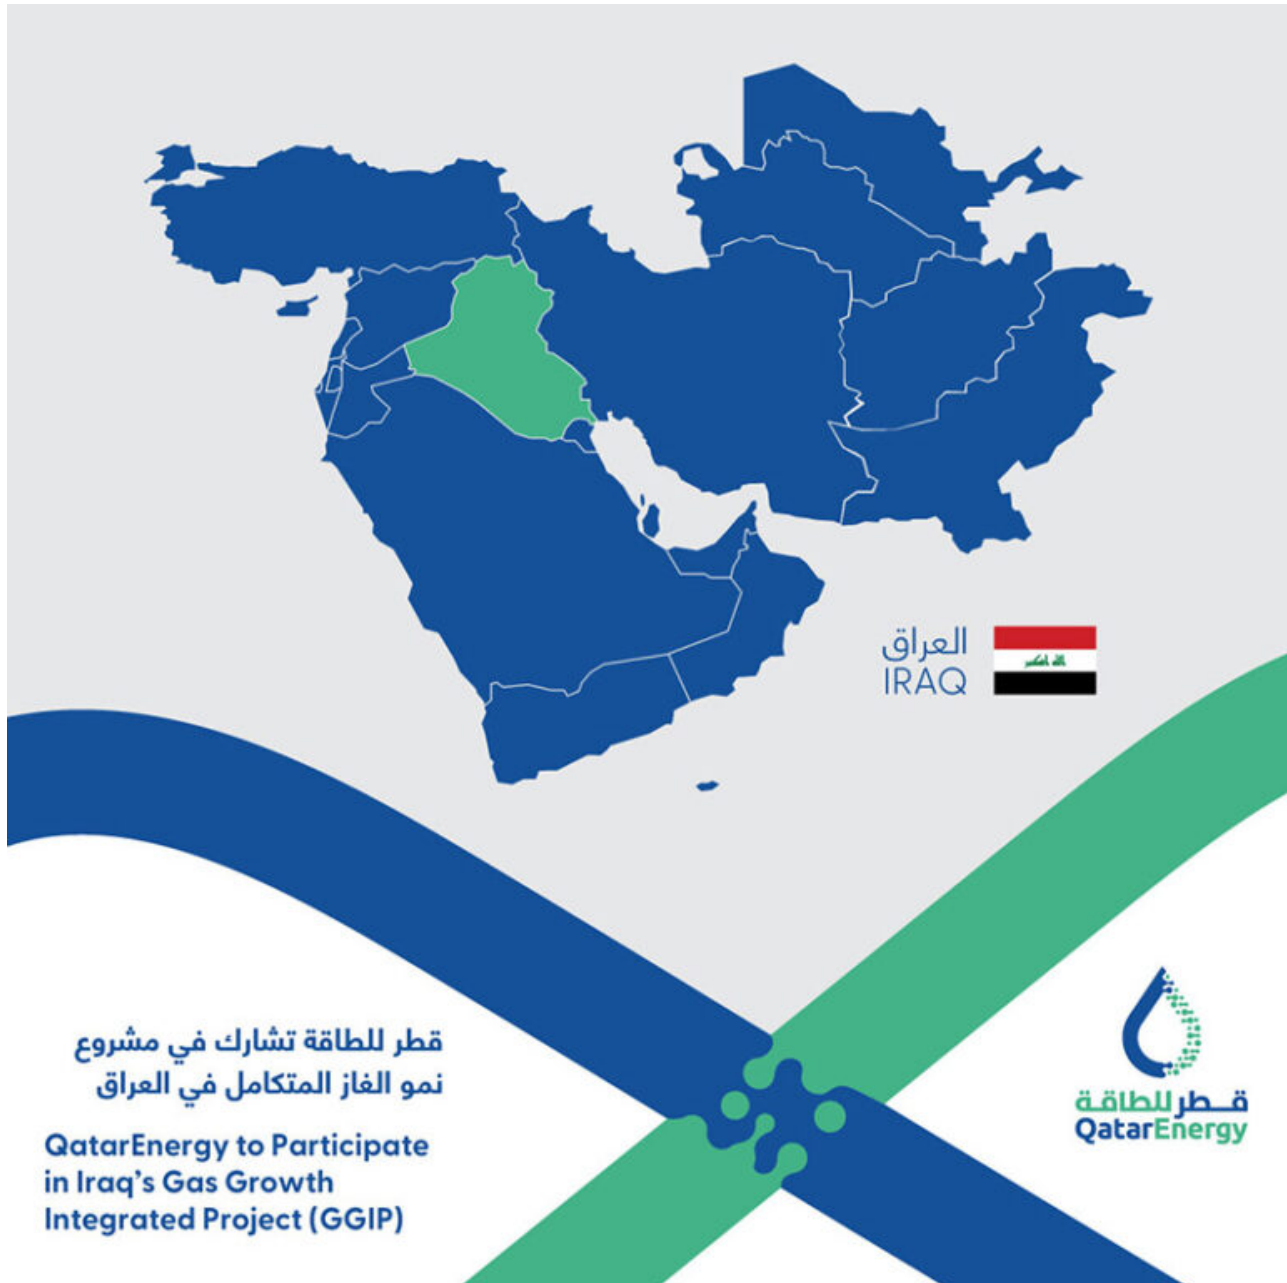 العراق
IRAQ
قطر للطاقة تشارك في مشروع
نمو الغاز المتكامل في العراق
QatarEnergy to Participate
in Iraq's Gas Growth
Integrated Project (GGIP)
قطر للطاقة
QatarEnergy